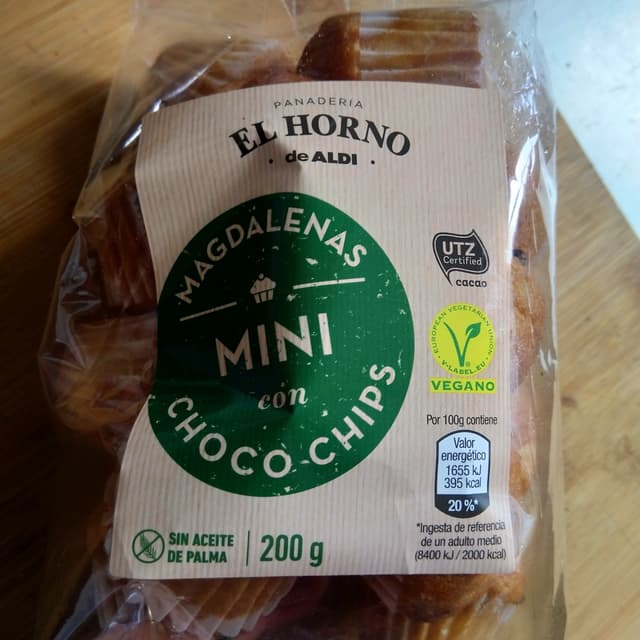 PANADERÍA
EL HORNO
· de ALDI ·
MAGDALENAS
MINI
con
CHOCO CHIPS
UTZ
Certified
cacao
EUROPEAN VEGETARIAN UNION
V-LABEL.EU
VEGANO
Por 100g contiene
Valor
energético
1655 kJ
395 kcal
20 %*
*Ingesta de referencia
de un adulto medio
(8400 kJ / 2000 kcal)
SIN ACEITE
DE PALMA
200 g